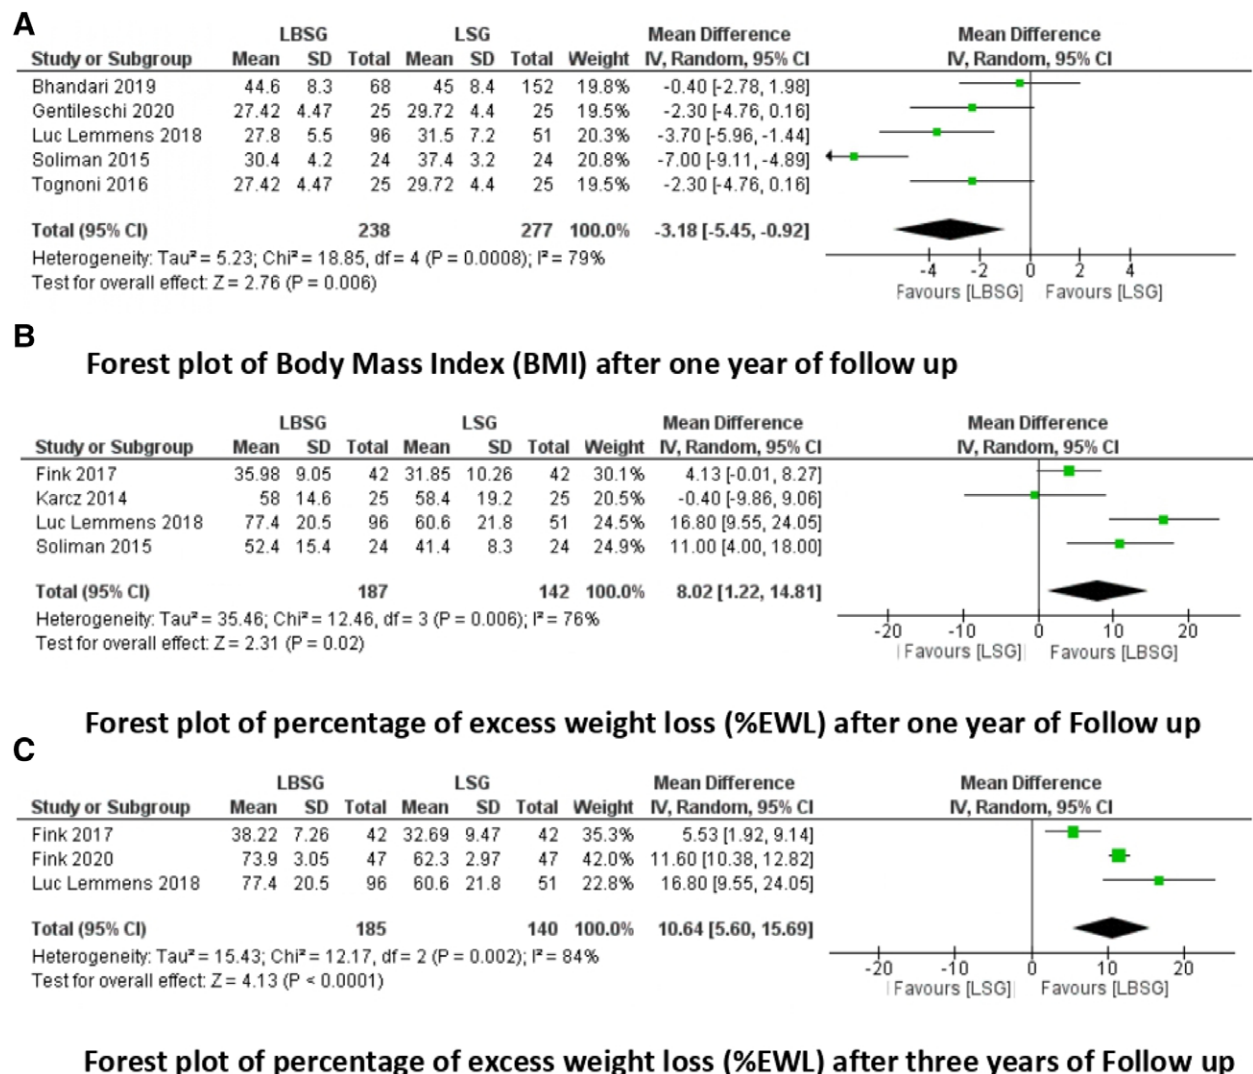 A
LBSG LSG Mean Difference Mean Difference
Study or Subgroup Mean SD Total Mean SD Total Weight IV, Random, 95% CI IV, Random, 95% CI
Bhandari 2019 44.6 8.3 68 45 8.4 152 19.8% -0.40 [-2.78, 1.98]
Gentileschi 2020 27.42 4.47 25 29.72 4.4 25 19.5% -2.30 [-4.76, 0.16]
Luc Lemmens 2018 27.8 5.5 96 31.5 7.2 51 20.3% -3.70 [-5.96, -1.44]
Soliman 2015 30.4 4.2 24 37.4 3.2 24 20.8% -7.00 [-9.11, -4.89]
Tognoni 2016 27.42 4.47 25 29.72 4.4 25 19.5% -2.30 [-4.76, 0.16]
Total (95% CI) 238 277 100.0% -3.18 [-5.45, -0.92]
Heterogeneity: Tau² = 5.23; Chi² = 18.85, df = 4 (P = 0.0008); I² = 79%
Test for overall effect: Z = 2.76 (P = 0.006)
-4 -2 0 2 4
Favours [LBSG] Favours [LSG]
B
Forest plot of Body Mass Index (BMI) after one year of follow up
LBSG LSG Mean Difference Mean Difference
Study or Subgroup Mean SD Total Mean SD Total Weight IV, Random, 95% CI IV, Random, 95% CI
Fink 2017 35.98 9.05 42 31.85 10.26 42 30.1% 4.13 [-0.01, 8.27]
Karcz 2014 58 14.6 25 58.4 19.2 25 20.5% -0.40 [-9.86, 9.06]
Luc Lemmens 2018 77.4 20.5 96 60.6 21.8 51 24.5% 16.80 [9.55, 24.05]
Soliman 2015 52.4 15.4 24 41.4 8.3 24 24.9% 11.00 [4.00, 18.00]
Total (95% CI) 187 142 100.0% 8.02 [1.22, 14.81]
Heterogeneity: Tau² = 35.46; Chi² = 12.46, df = 3 (P = 0.006); I² = 76%
Test for overall effect: Z = 2.31 (P = 0.02)
-20 -10 0 10 20
Favours [LSG] Favours [LBSG]
Forest plot of percentage of excess weight loss (%EWL) after one year of Follow up
C
LBSG LSG Mean Difference Mean Difference
Study or Subgroup Mean SD Total Mean SD Total Weight IV, Random, 95% CI IV, Random, 95% CI
Fink 2017 38.22 7.26 42 32.69 9.47 42 35.3% 5.53 [1.92, 9.14]
Fink 2020 73.9 3.05 47 62.3 2.97 47 42.0% 11.60 [10.38, 12.82]
Luc Lemmens 2018 77.4 20.5 96 60.6 21.8 51 22.8% 16.80 [9.55, 24.05]
Total (95% CI) 185 140 100.0% 10.64 [5.60, 15.69]
Heterogeneity: Tau² = 15.43; Chi² = 12.17, df = 2 (P = 0.002); I² = 84%
Test for overall effect: Z = 4.13 (P < 0.0001)
-20 -10 0 10 20
Favours [LSG] Favours [LBSG]
Forest plot of percentage of excess weight loss (%EWL) after three years of Follow up